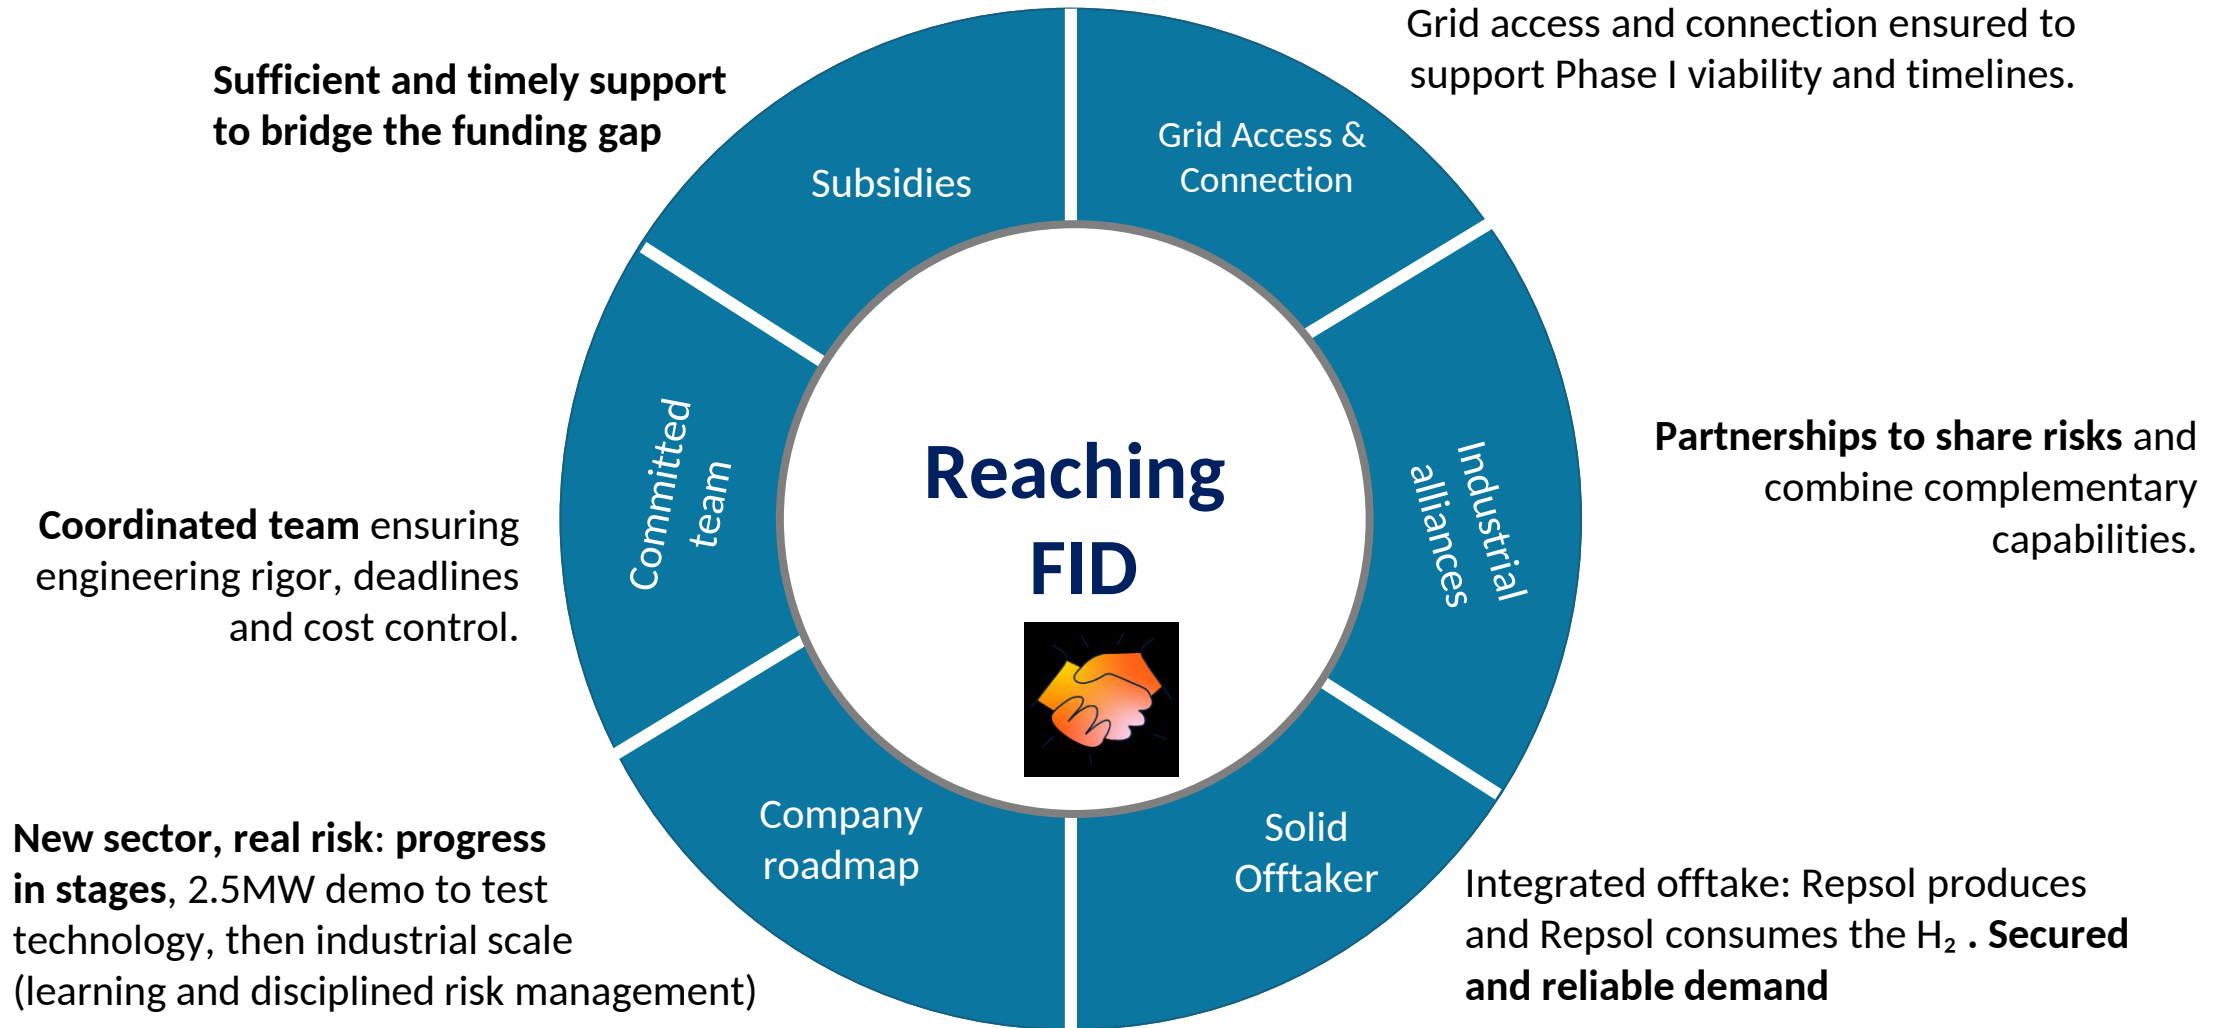 Grid access and connection ensured to
support Phase I viability and timelines.
Sufficient and timely support
to bridge the funding gap
Grid Access &
Connection
Subsidies
Committed
team
Industrial
alliances
Reaching
FID
Partnerships to share risks and
combine complementary
capabilities.
Coordinated team ensuring
engineering rigor, deadlines
and cost control.
Company
roadmap
Solid
Offtaker
New sector, real risk: progress
in stages, 2.5MW demo to test
technology, then industrial scale
(learning and disciplined risk management)
Integrated offtake: Repsol produces
and Repsol consumes the H₂ . Secured
and reliable demand